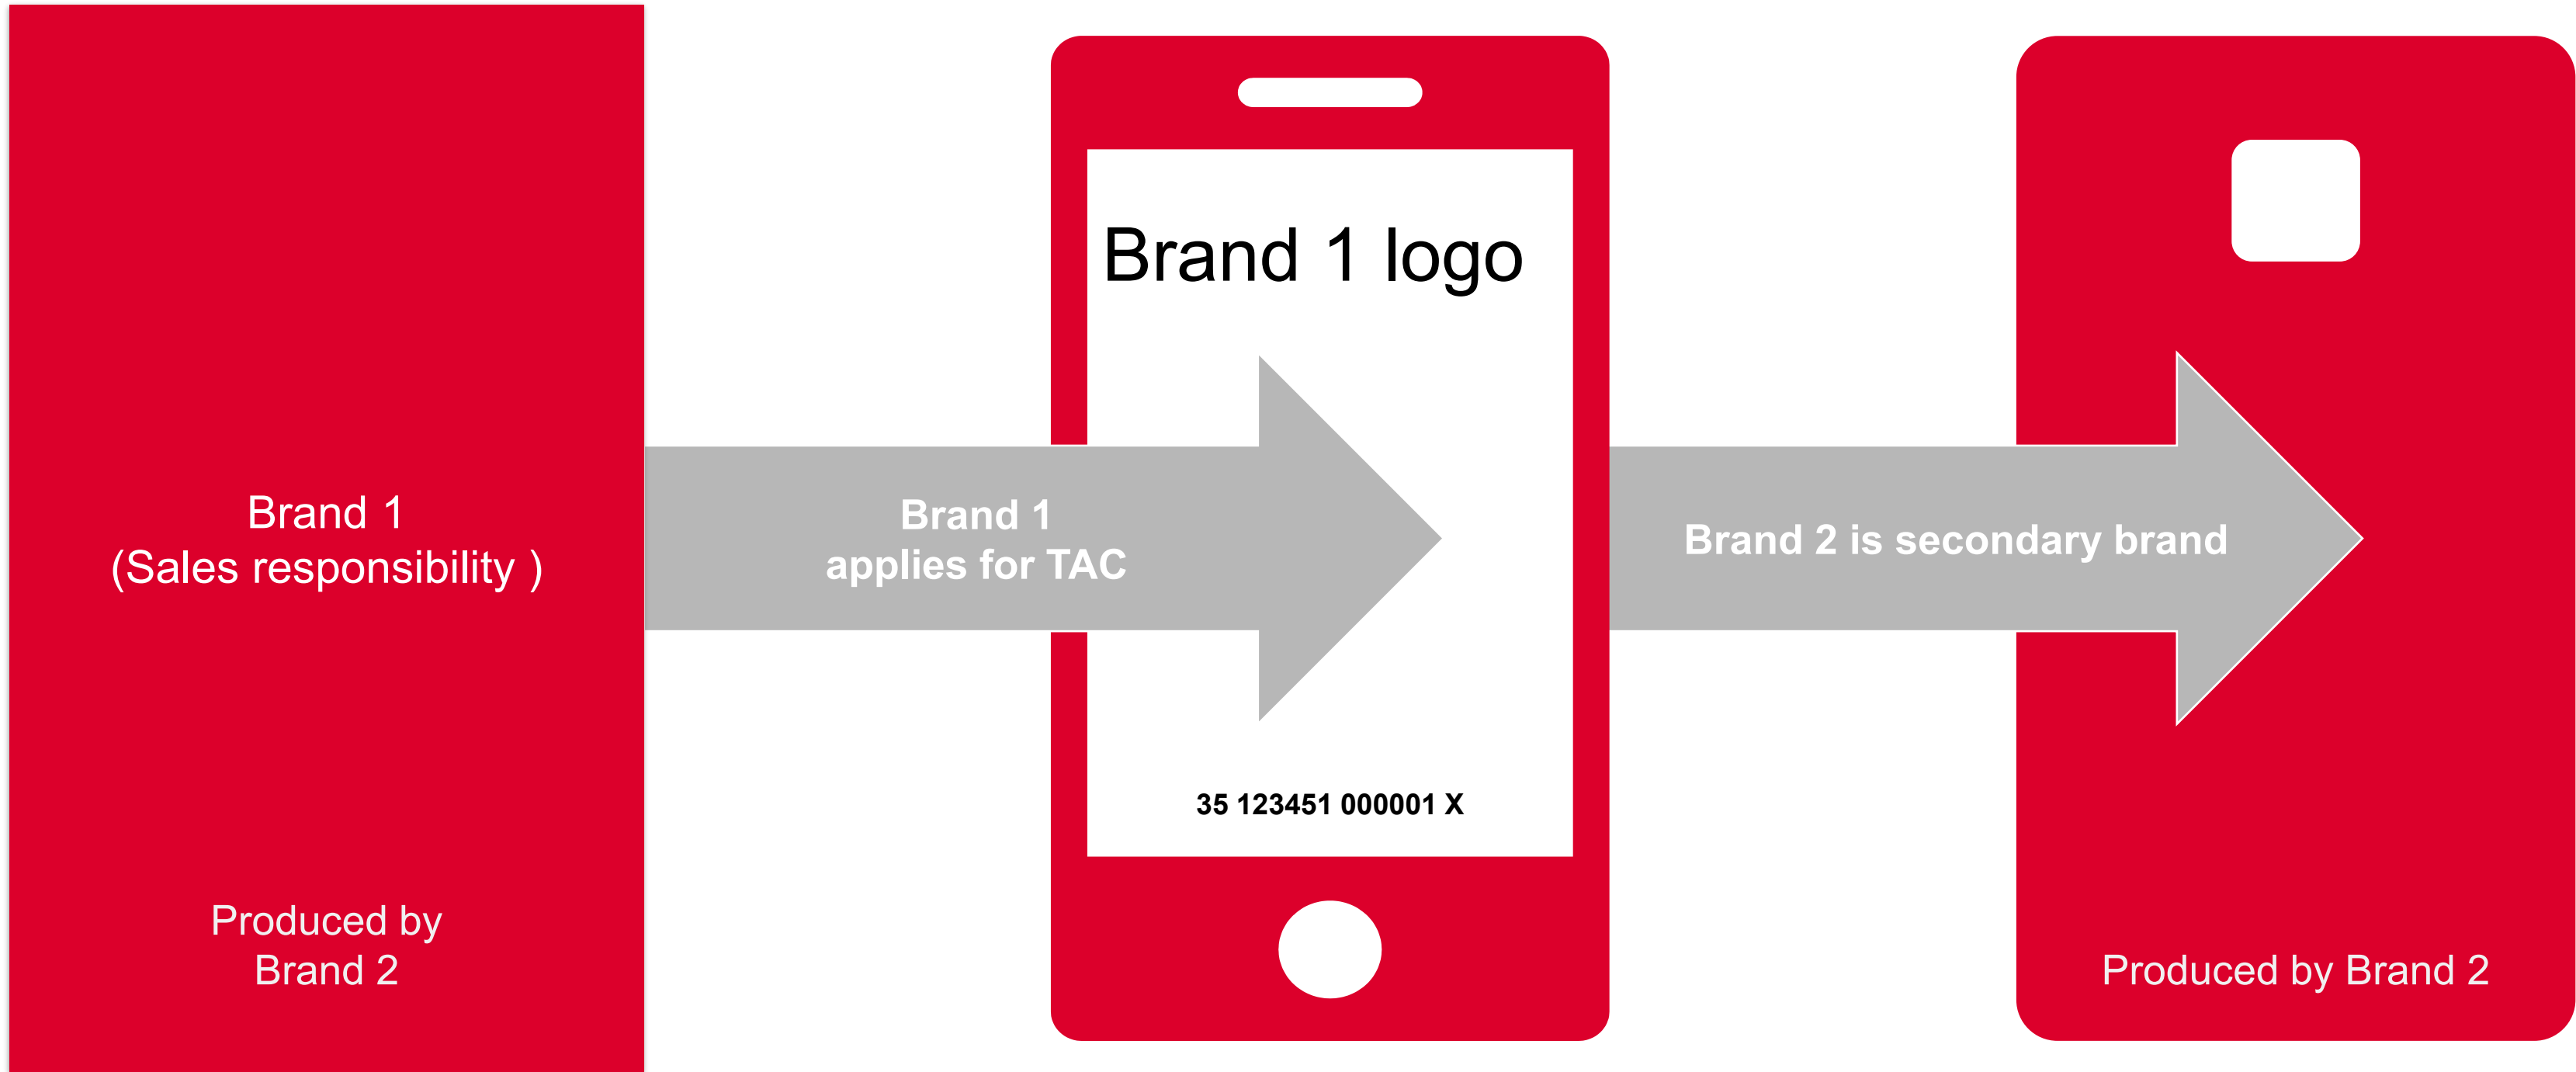 Brand 1
(Sales responsibility )
Produced by
Brand 2
Brand 1
applies for TAC
Brand 1 logo
35 123451 000001 X
Brand 2 is secondary brand
Produced by Brand 2